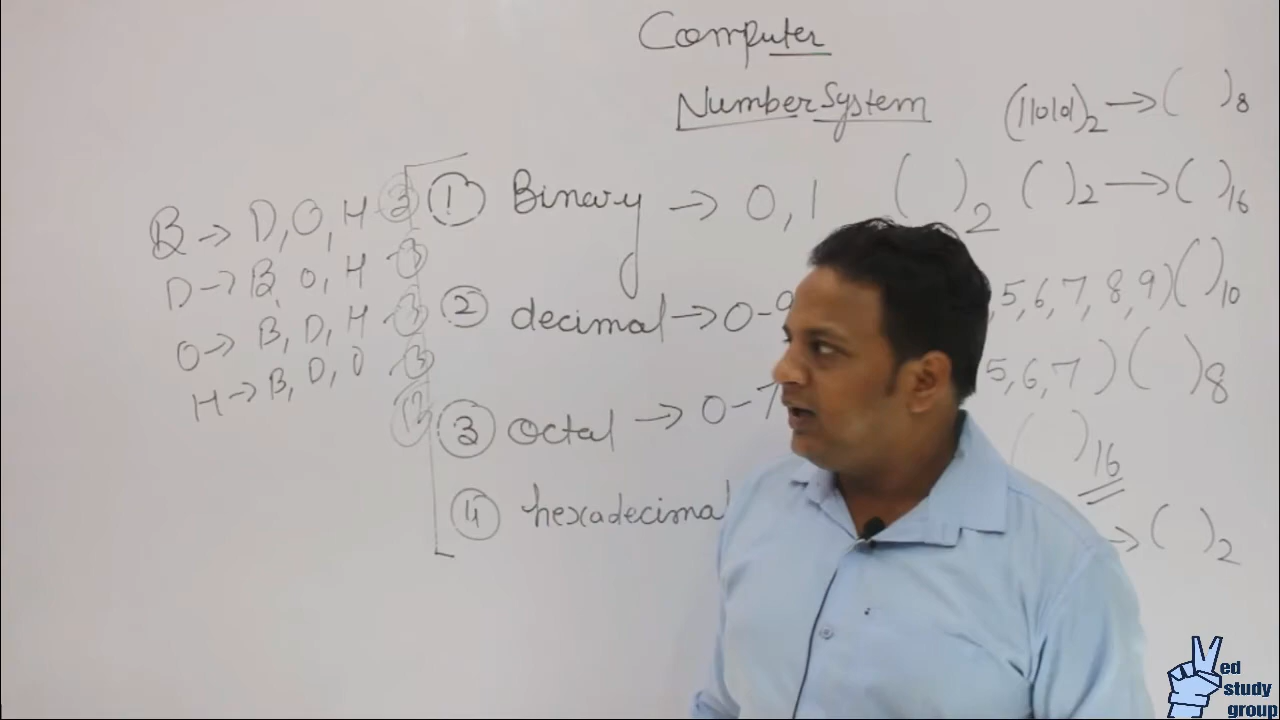 Computer
Number System
(11010)2 → ( )8
① Binary → 0, 1 ( )2 ( )2 → ( )16
② decimal → 0-9 5, 6, 7, 8, 9) ( )10
③ Octal → 0-7 5, 6, 7 ) ( )8
( )16
④ hexadecimal → ( )2
B → D, O, H 3
D → B, O, H 3
O → B, D, H 3
H → B, D, O 3
12
Ved
study
group